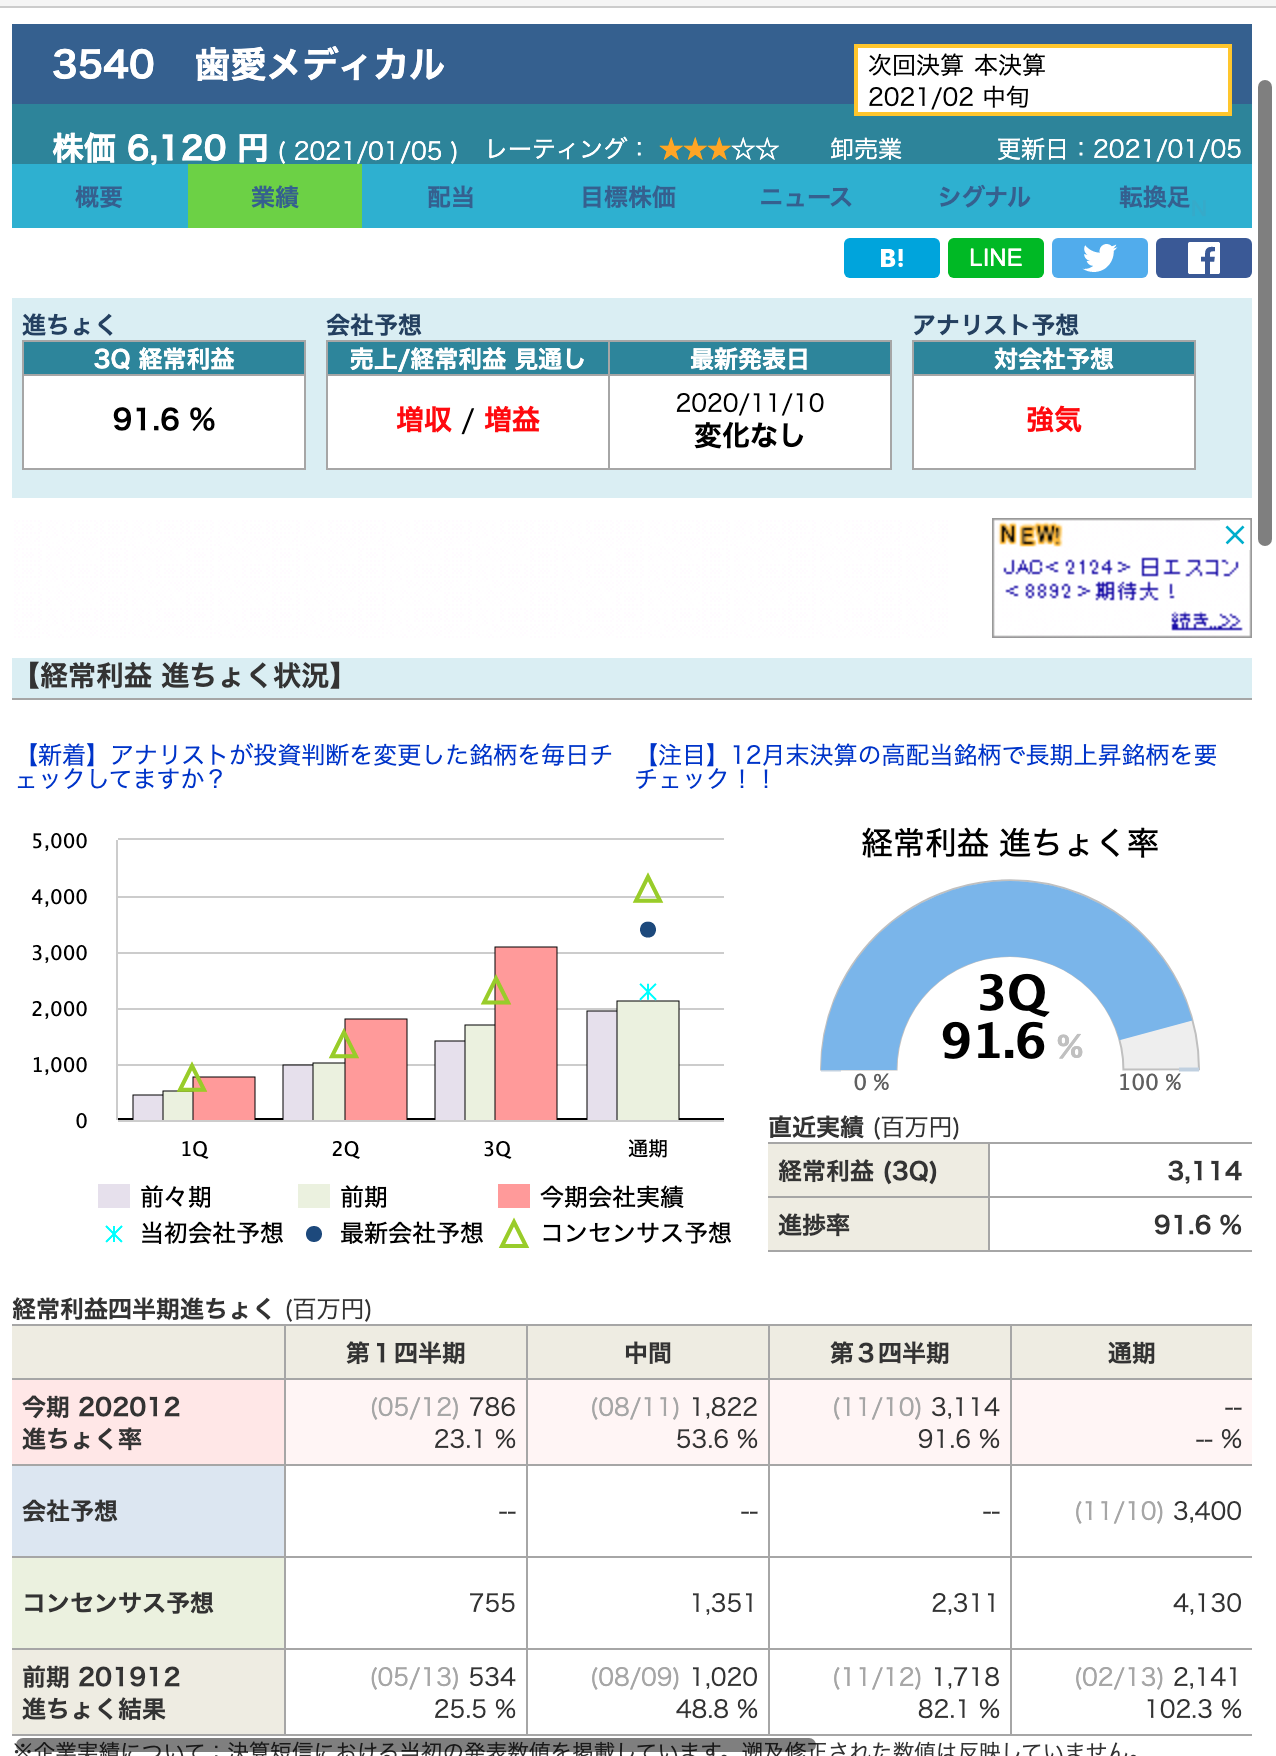 3540　歯愛メディカル
次回決算 本決算
2021/02 中旬
株価 6,120 円 ( 2021/01/05 )　レーティング： ★★★☆☆　卸売業　更新日：2021/01/05
概要　業績　配当　目標株価　ニュース　シグナル　転換足
B!　LINE
進ちょく　会社予想　アナリスト予想
3Q 経常利益　売上/経常利益 見通し　最新発表日　対会社予想
91.6 %　増収 / 増益　2020/11/10　強気
変化なし
NEW!
JAC<2124> 日エスコン
<8892>期待大！
続き..>>
【経常利益 進ちょく状況】
【新着】アナリストが投資判断を変更した銘柄を毎日チ
ェックしてますか？
【注目】12月末決算の高配当銘柄で長期上昇銘柄を要
チェック！！
5,000
4,000
3,000
2,000
1,000
0
1Q　2Q　3Q　通期
前々期　前期　今期会社実績
当初会社予想　最新会社予想　コンセンサス予想
経常利益 進ちょく率
3Q
91.6 %
0 %　100 %
直近実績 (百万円)
経常利益 (3Q)　3,114
進捗率　91.6 %
経常利益四半期進ちょく (百万円)
第１四半期　中間　第３四半期　通期
今期 202012　(05/12) 786　(08/11) 1,822　(11/10) 3,114　--
進ちょく率　23.1 %　53.6 %　91.6 %　-- %
会社予想　--　--　--　(11/10) 3,400
コンセンサス予想　755　1,351　2,311　4,130
前期 201912　(05/13) 534　(08/09) 1,020　(11/12) 1,718　(02/13) 2,141
進ちょく結果　25.5 %　48.8 %　82.1 %　102.3 %
※企業実績について：決算短信における当初の発表数値を掲載しています。遡及修正された数値は反映していません。